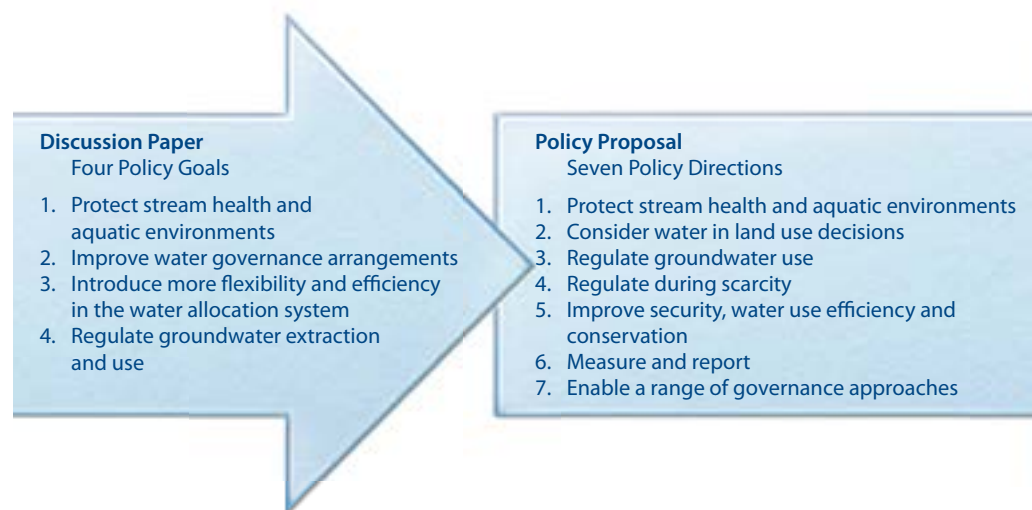 Discussion Paper
Four Policy Goals
1. Protect stream health and
aquatic environments
2. Improve water governance arrangements
3. Introduce more flexibility and efficiency
in the water allocation system
4. Regulate groundwater extraction
and use
Policy Proposal
Seven Policy Directions
1. Protect stream health and aquatic environments
2. Consider water in land use decisions
3. Regulate groundwater use
4. Regulate during scarcity
5. Improve security, water use efficiency and
conservation
6. Measure and report
7. Enable a range of governance approaches